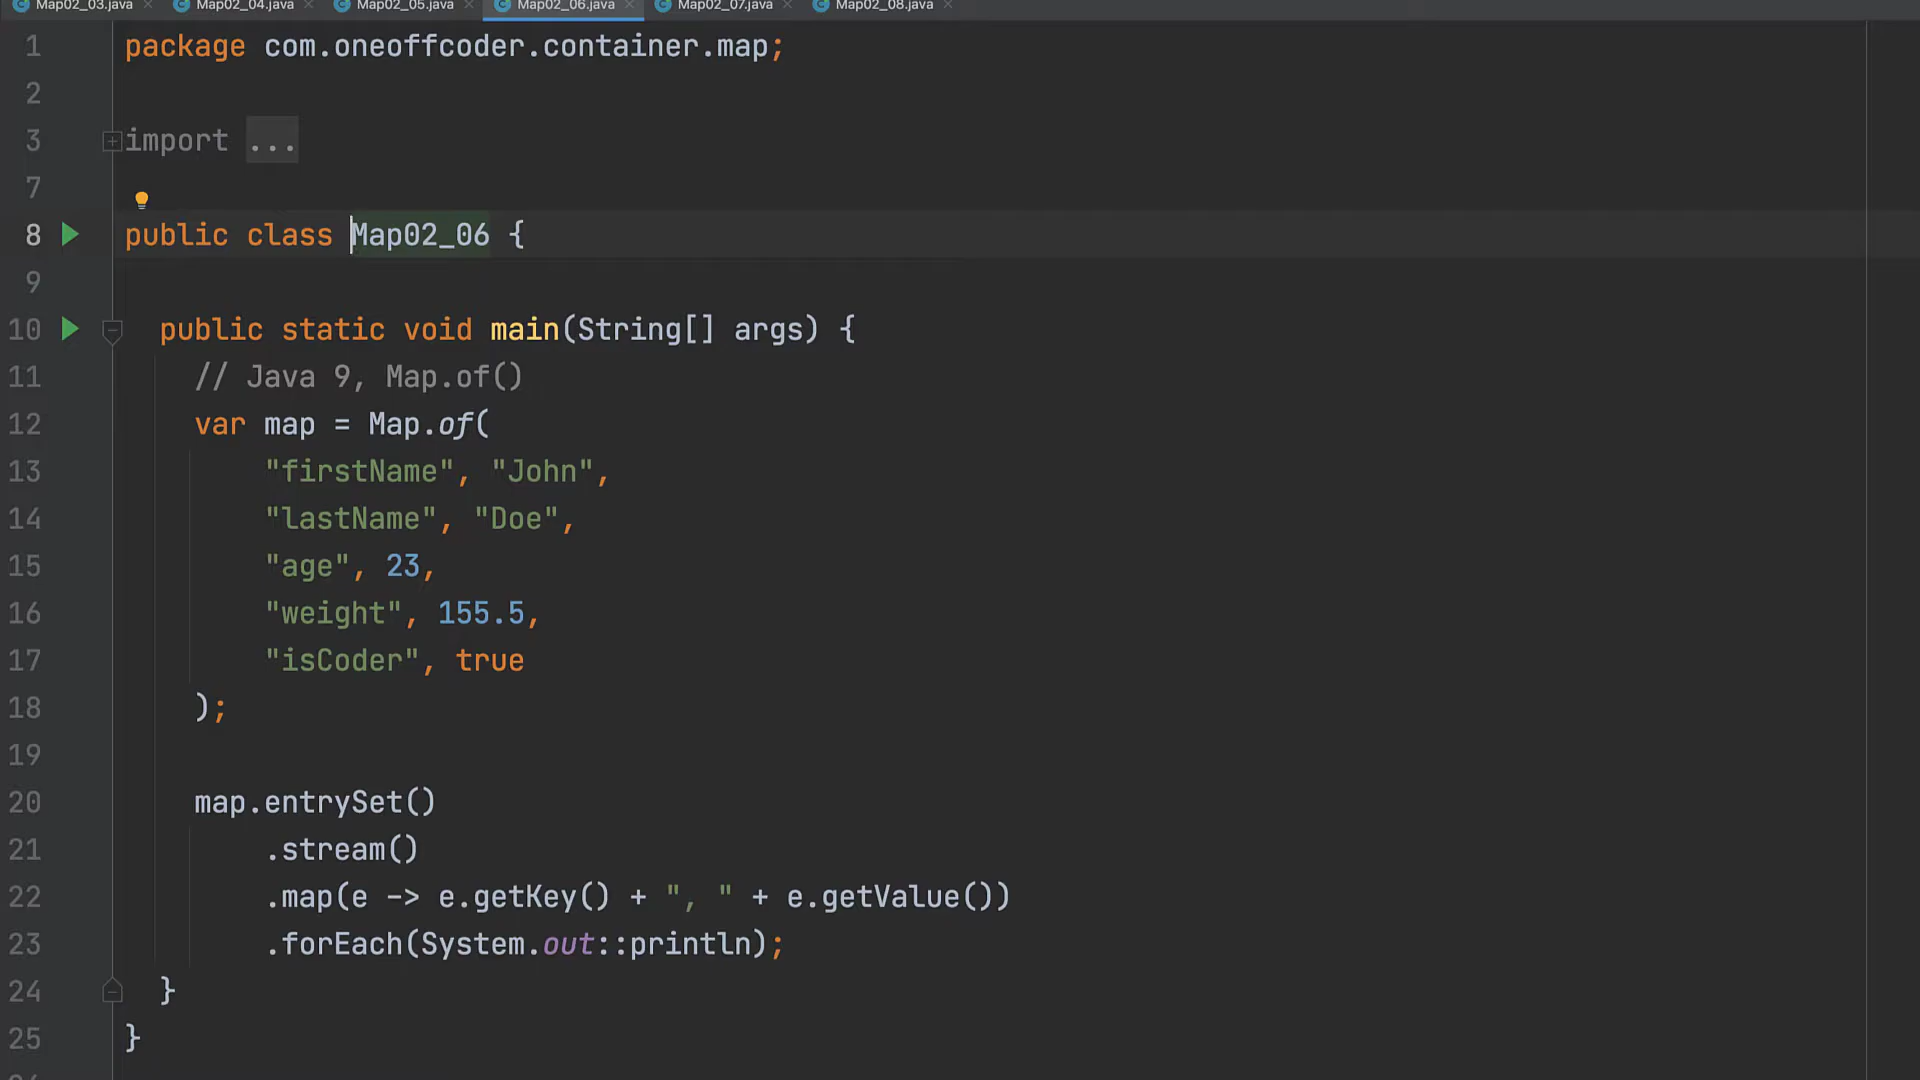 Map02_03.java Map02_04.java Map02_05.java Map02_06.java Map02_07.java Map02_08.java
1 package com.oneoffcoder.container.map;
2
3 import ...
7
8 public class Map02_06 {
9
10 public static void main(String[] args) {
11 // Java 9, Map.of()
12 var map = Map.of(
13 "firstName", "John",
14 "lastName", "Doe",
15 "age", 23,
16 "weight", 155.5,
17 "isCoder", true
18 );
19
20 map.entrySet()
21 .stream()
22 .map(e -> e.getKey() + ", " + e.getValue())
23 .forEach(System.out::println);
24 }
25 }